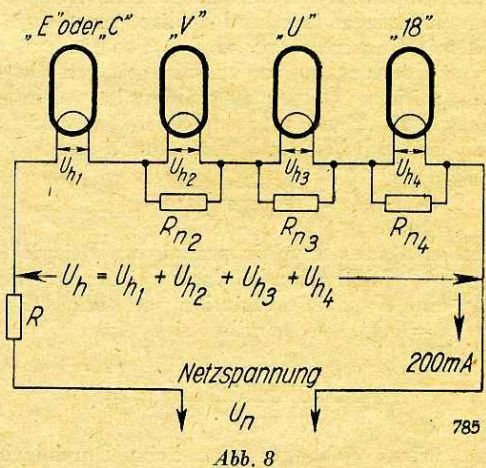 „E" oder „C" „V" „U" „18"
Uh1 Uh2 Uh3 Uh4
Rn2 Rn3 Rn4
Uh = Uh1 + Uh2 + Uh3 + Uh4
R
200mA
Netzspannung
Un
785
Abb. 8